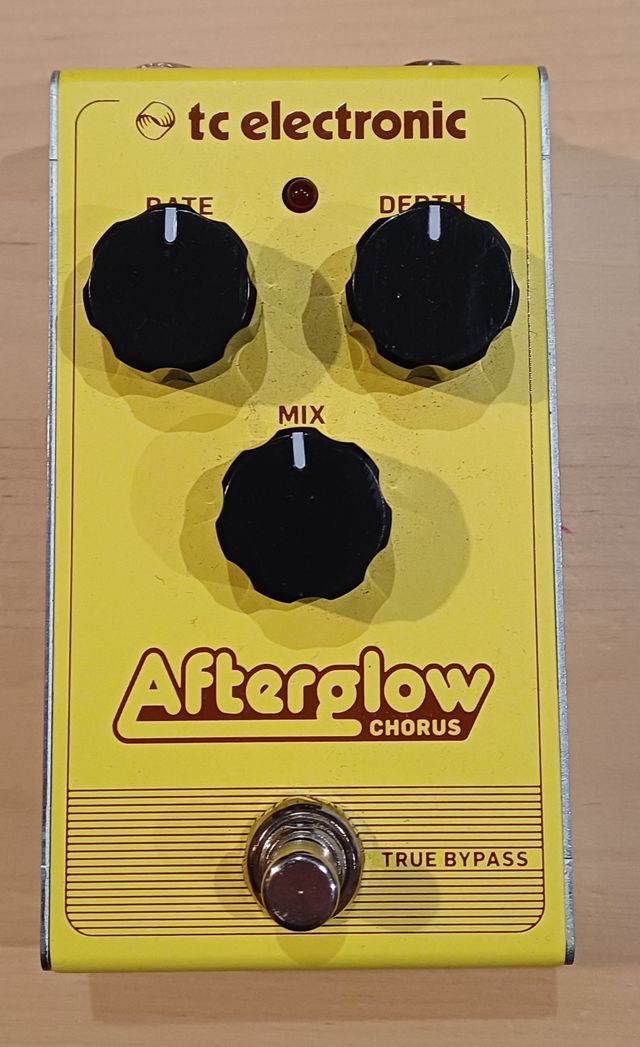 tc electronic
RATE DEPTH
MIX
Afterglow
CHORUS
TRUE BYPASS